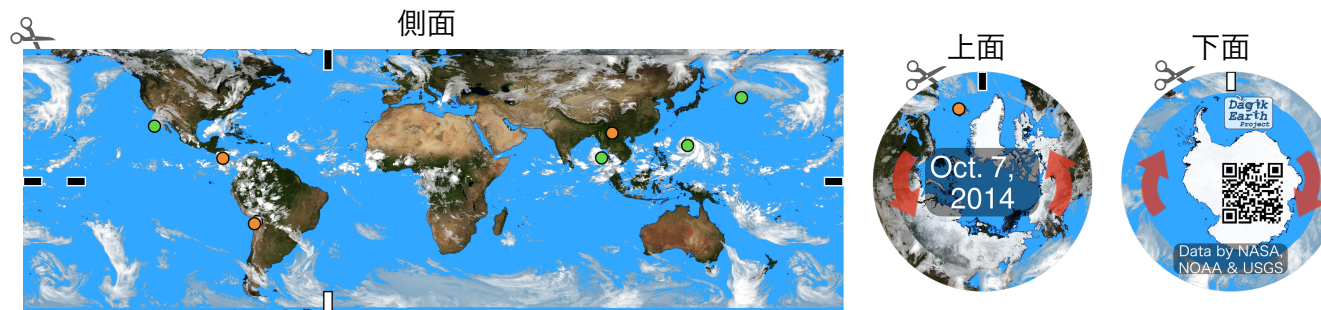 側面
上面
下面
Oct. 7,
2014
Dagik
Earth
Project
Data by NASA,
NOAA & USGS